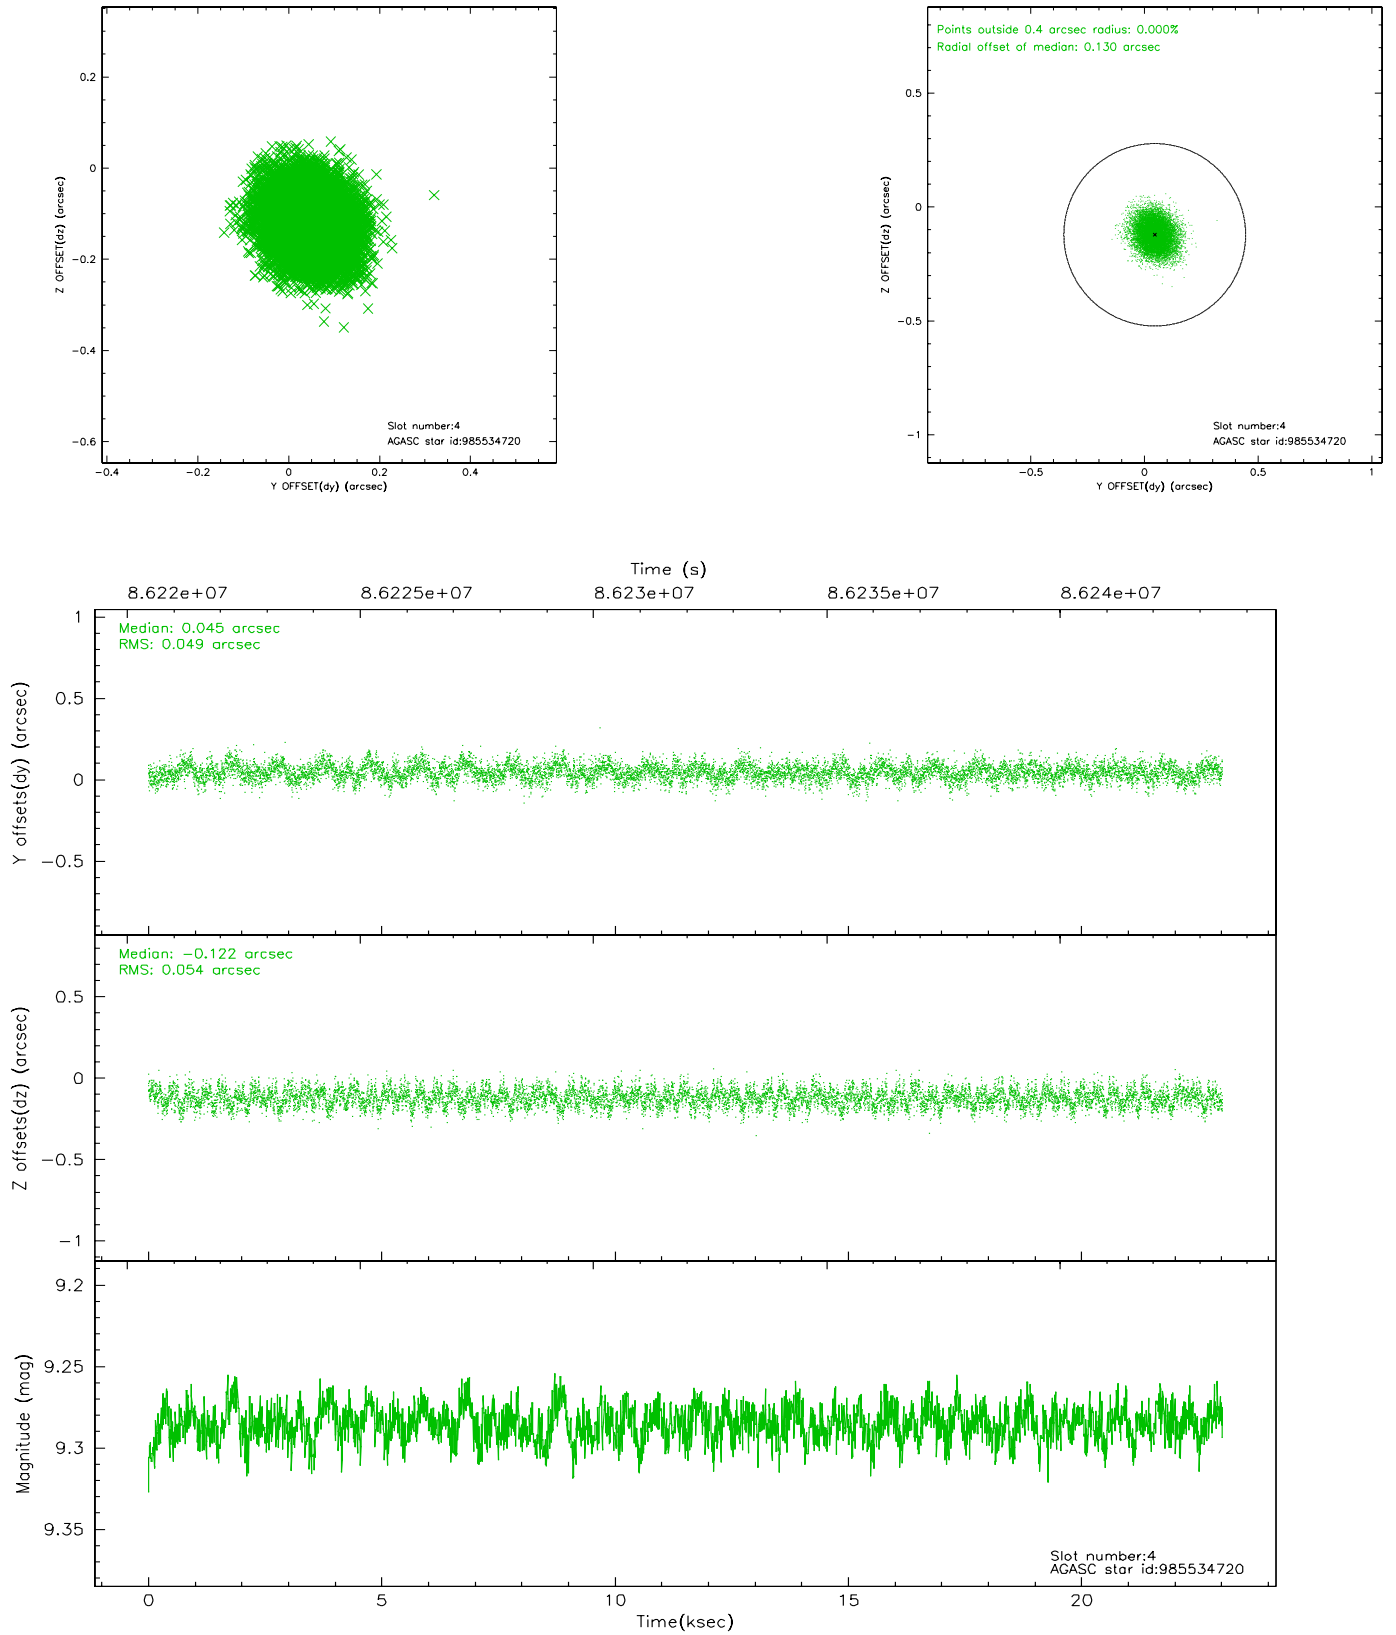 0.2
0
−0.2
−0.4
−0.6
Z OFFSET(dz) (arcsec)
−0.4 −0.2 0 0.2 0.4
Y OFFSET(dy) (arcsec)
Slot number:4
AGASC star id:985534720
Points outside 0.4 arcsec radius: 0.000%
Radial offset of median: 0.130 arcsec
0.5
0
−0.5
−1
Z OFFSET(dz) (arcsec)
−0.5 0 0.5 1
Y OFFSET(dy) (arcsec)
Slot number:4
AGASC star id:985534720
Time (s)
8.622e+07 8.6225e+07 8.623e+07 8.6235e+07 8.624e+07
Median: 0.045 arcsec
RMS: 0.049 arcsec
1
0.5
0
−0.5
Y offsets(dy) (arcsec)
Median: −0.122 arcsec
RMS: 0.054 arcsec
0.5
0
−0.5
−1
Z offsets(dz) (arcsec)
9.2
9.25
9.3
9.35
Magnitude (mag)
Slot number:4
AGASC star id:985534720
0 5 10 15 20
Time(ksec)